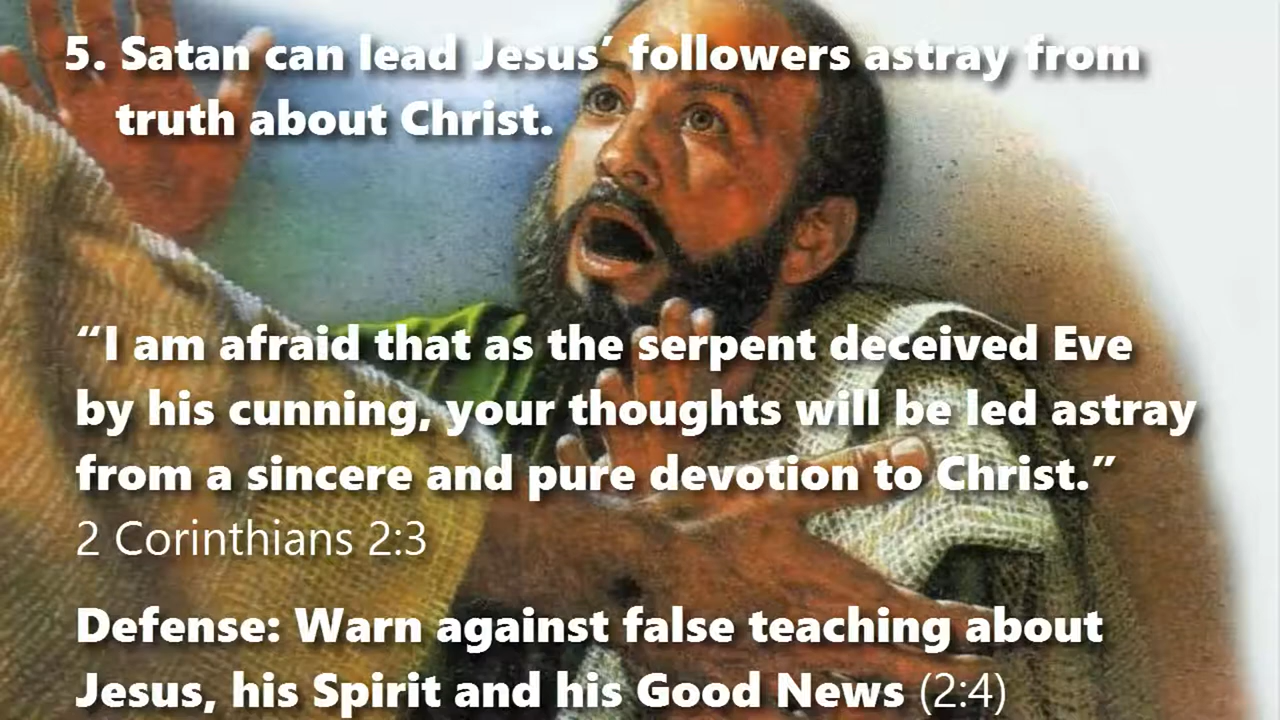 5. Satan can lead Jesus’ followers astray from
truth about Christ.
“I am afraid that as the serpent deceived Eve
by his cunning, your thoughts will be led astray
from a sincere and pure devotion to Christ.”
2 Corinthians 2:3
Defense: Warn against false teaching about
Jesus, his Spirit and his Good News (2:4)